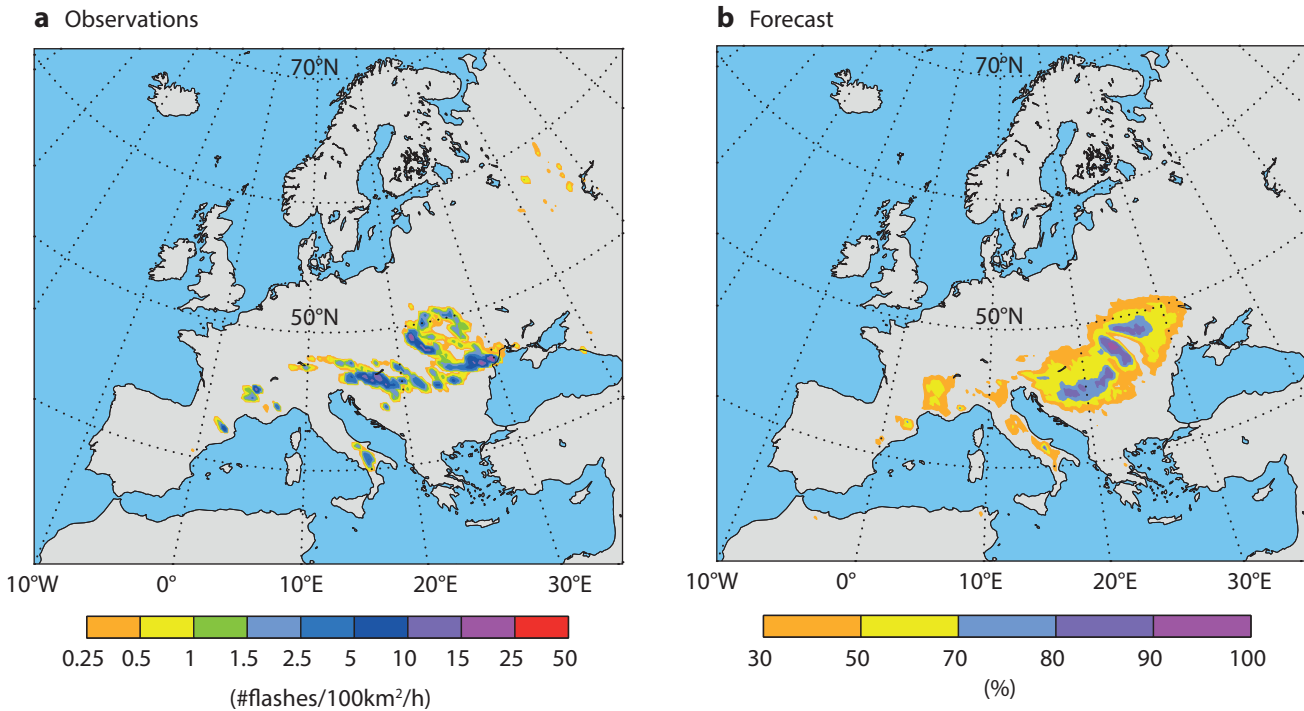 a Observations
70°N
50°N
10°W 0° 10°E 20°E 30°E
0.25 0.5 1 1.5 2.5 5 10 15 25 50
(#flashes/100km²/h)
b Forecast
70°N
50°N
10°W 0° 10°E 20°E 30°E
30 50 70 80 90 100
(%)